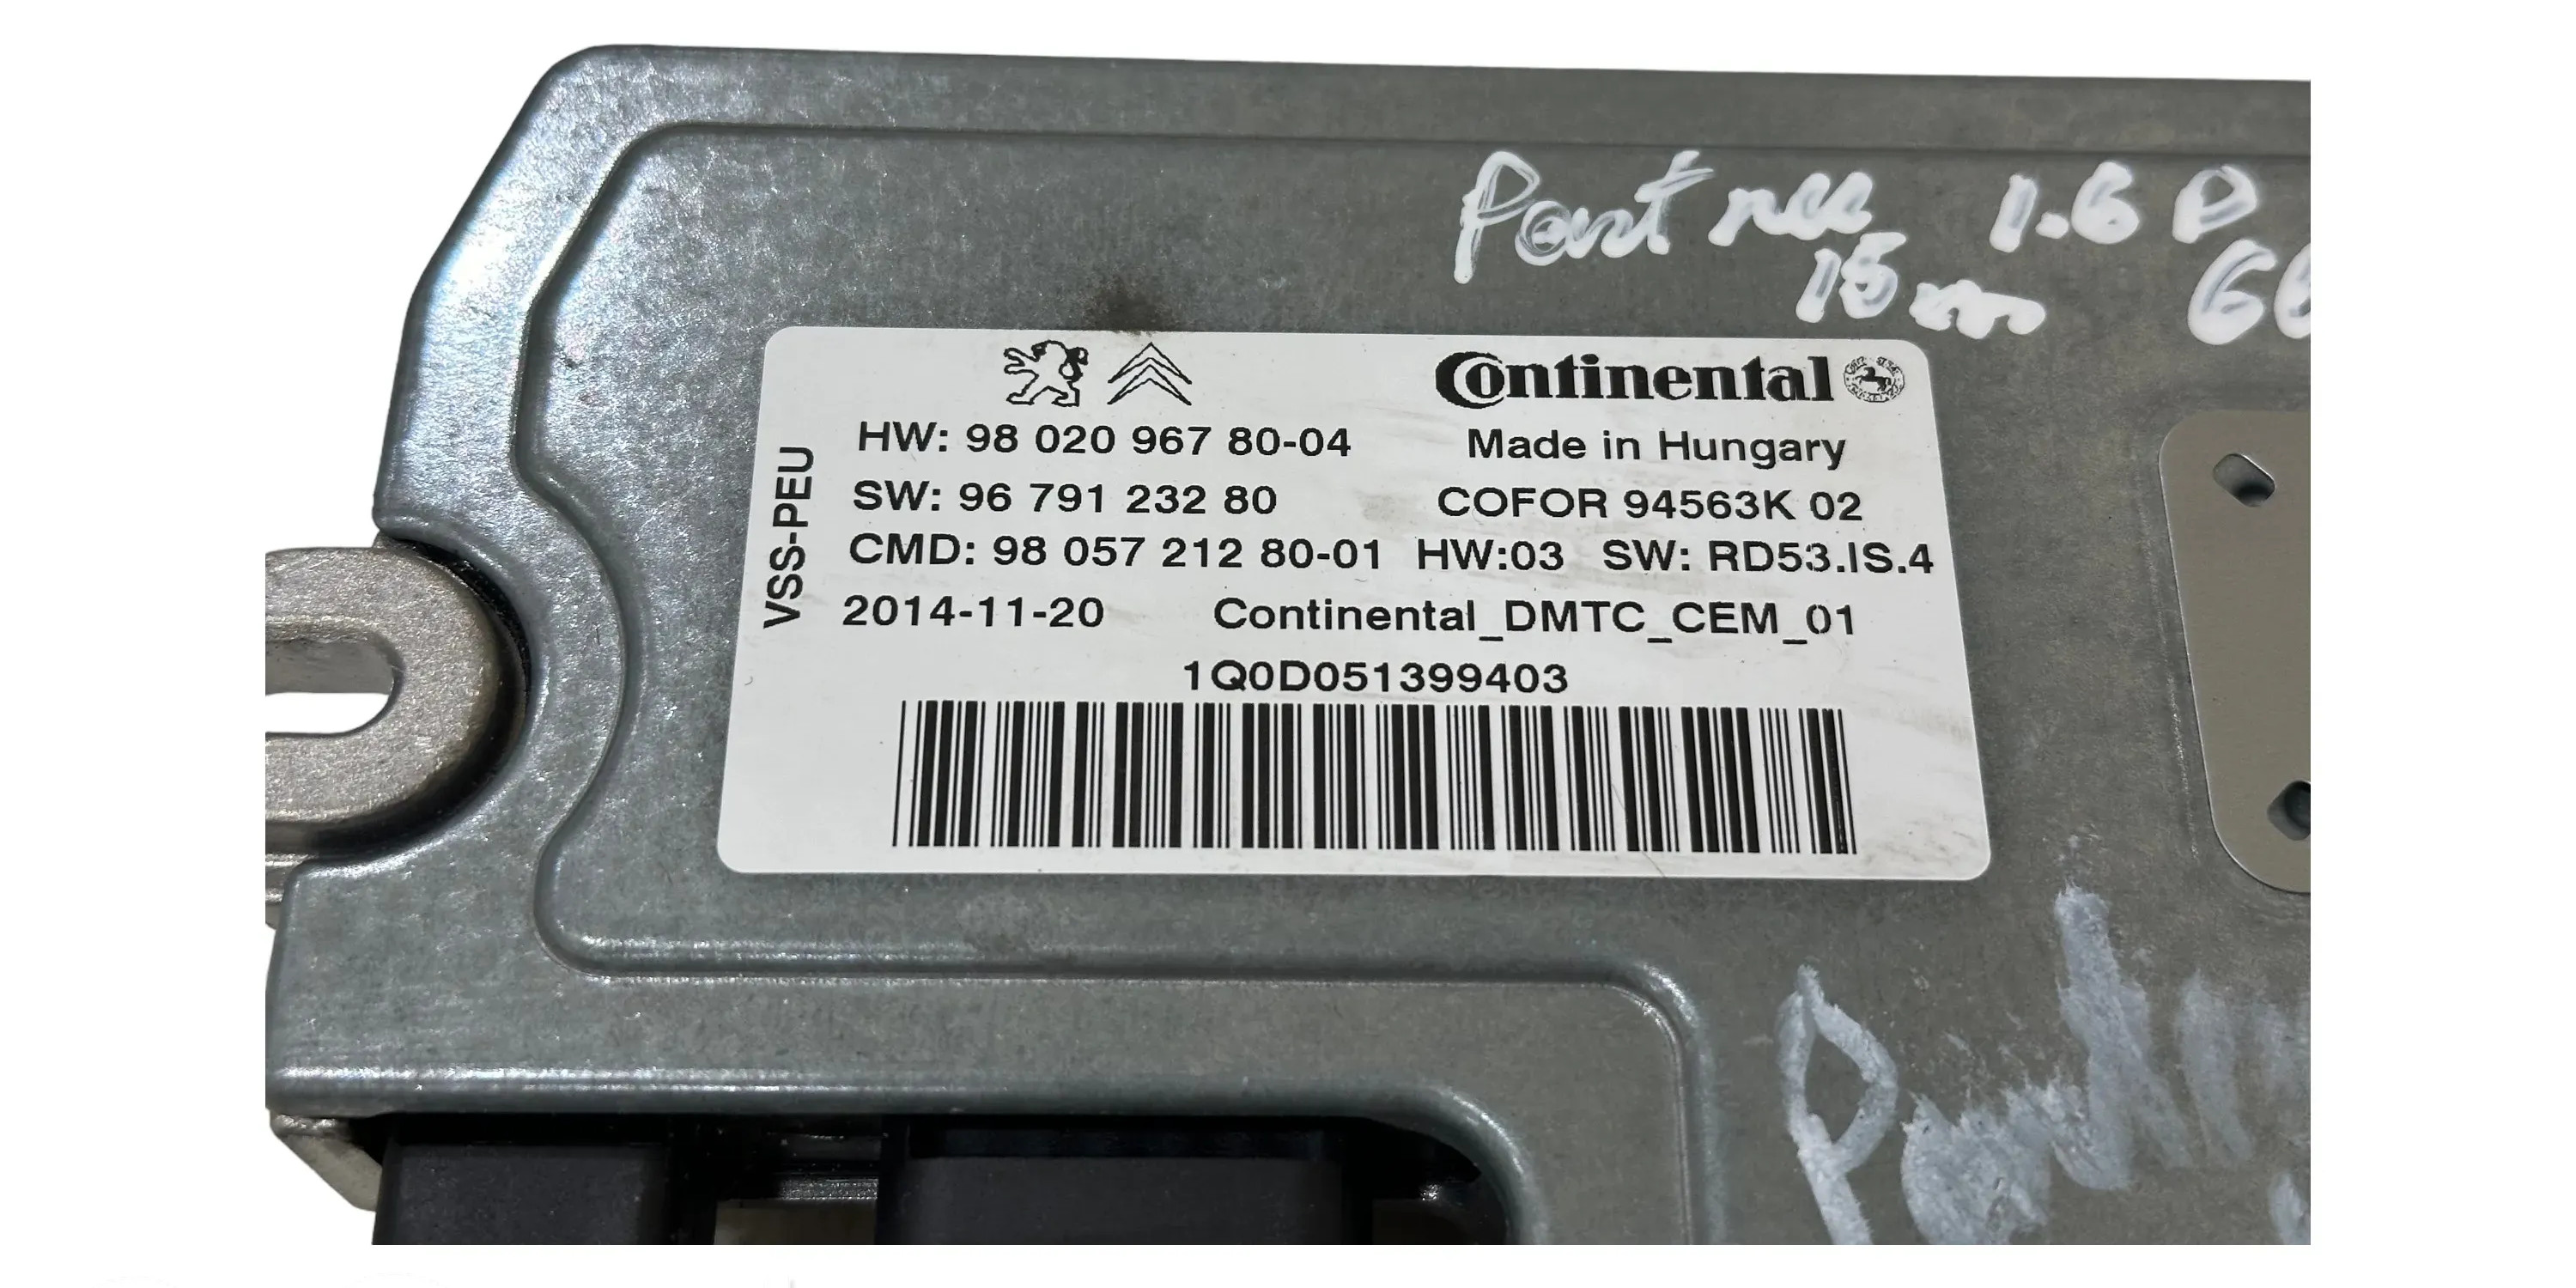 Partner 1.6 D
15
Continental
HW: 98 020 967 80-04
Made in Hungary
SW: 96 791 232 80
COFOR 94563K 02
CMD: 98 057 212 80-01 HW:03 SW: RD53.IS.4
2014-11-20
Continental_DMTC_CEM_01
1Q0D051399403
VSS-PEU